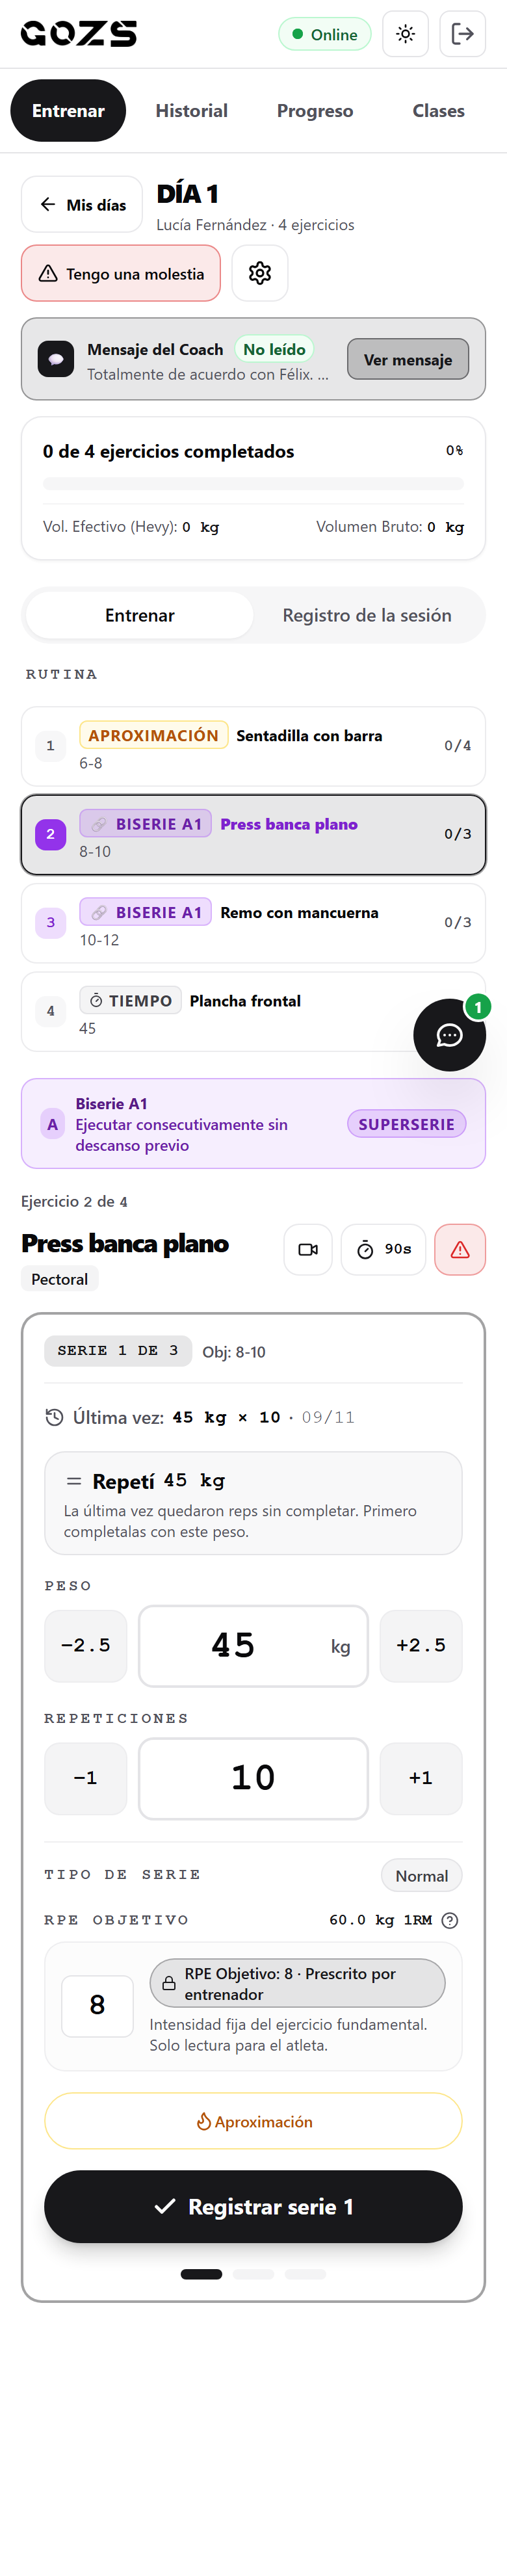 GOZS
Online
Entrenar Historial Progreso Clases
Mis días
DÍA 1
Lucía Fernández · 4 ejercicios
Tengo una molestia
Mensaje del Coach No leído
Totalmente de acuerdo con Félix. ...
Ver mensaje
0 de 4 ejercicios completados 0%
Vol. Efectivo (Hevy): 0 kg Volumen Bruto: 0 kg
Entrenar Registro de la sesión
RUTINA
1 APROXIMACIÓN Sentadilla con barra 0/4
6-8
2 BISERIE A1 Press banca plano 0/3
8-10
3 BISERIE A1 Remo con mancuerna 0/3
10-12
4 TIEMPO Plancha frontal
45
1
A
Biserie A1
Ejecutar consecutivamente sin
descanso previo
SUPERSERIE
Ejercicio 2 de 4
Press banca plano
90s
Pectoral
SERIE 1 DE 3 Obj: 8-10
Última vez: 45 kg × 10 · 09/11
Repetí 45 kg
La última vez quedaron reps sin completar. Primero
completalas con este peso.
PESO
−2.5 45 kg +2.5
REPETICIONES
−1 10 +1
TIPO DE SERIE Normal
RPE OBJETIVO 60.0 kg 1RM
8
RPE Objetivo: 8 · Prescrito por
entrenador
Intensidad fija del ejercicio fundamental.
Solo lectura para el atleta.
Aproximación
Registrar serie 1